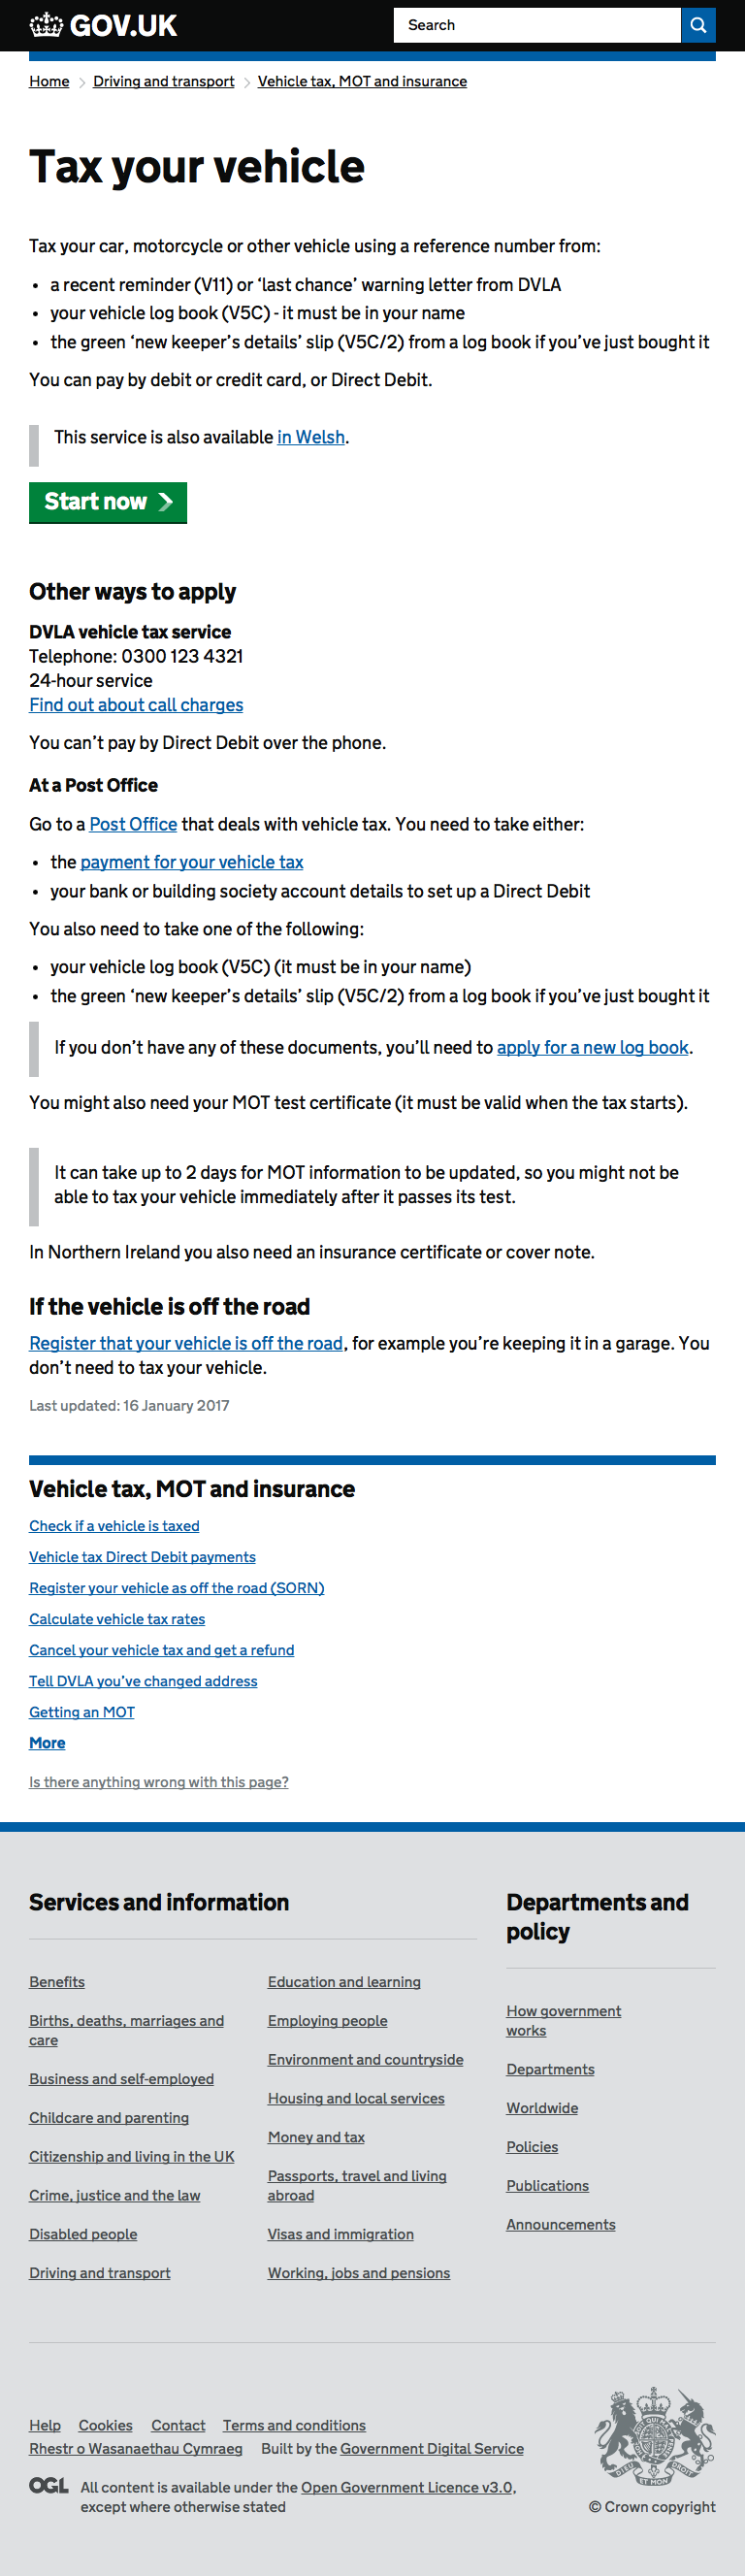 GOV.UK
Search
Home
Driving and transport
Vehicle tax, MOT and insurance
Tax your vehicle
Tax your car, motorcycle or other vehicle using a reference number from:
• a recent reminder (V11) or ‘last chance’ warning letter from DVLA
• your vehicle log book (V5C) - it must be in your name
• the green ‘new keeper’s details’ slip (V5C/2) from a log book if you’ve just bought it
You can pay by debit or credit card, or Direct Debit.
This service is also available in Welsh.
Start now
Other ways to apply
DVLA vehicle tax service
Telephone: 0300 123 4321
24-hour service
Find out about call charges
You can’t pay by Direct Debit over the phone.
At a Post Office
Go to a Post Office that deals with vehicle tax. You need to take either:
• the payment for your vehicle tax
• your bank or building society account details to set up a Direct Debit
You also need to take one of the following:
• your vehicle log book (V5C) (it must be in your name)
• the green ‘new keeper’s details’ slip (V5C/2) from a log book if you’ve just bought it
If you don’t have any of these documents, you’ll need to apply for a new log book.
You might also need your MOT test certificate (it must be valid when the tax starts).
It can take up to 2 days for MOT information to be updated, so you might not be
able to tax your vehicle immediately after it passes its test.
In Northern Ireland you also need an insurance certificate or cover note.
If the vehicle is off the road
Register that your vehicle is off the road, for example you’re keeping it in a garage. You
don’t need to tax your vehicle.
Last updated: 16 January 2017
Vehicle tax, MOT and insurance
Check if a vehicle is taxed
Vehicle tax Direct Debit payments
Register your vehicle as off the road (SORN)
Calculate vehicle tax rates
Cancel your vehicle tax and get a refund
Tell DVLA you’ve changed address
Getting an MOT
More
Is there anything wrong with this page?
Services and information
Benefits
Births, deaths, marriages and
care
Business and self-employed
Childcare and parenting
Citizenship and living in the UK
Crime, justice and the law
Disabled people
Driving and transport
Education and learning
Employing people
Environment and countryside
Housing and local services
Money and tax
Passports, travel and living
abroad
Visas and immigration
Working, jobs and pensions
Departments and
policy
How government
works
Departments
Worldwide
Policies
Publications
Announcements
Help
Cookies
Contact
Terms and conditions
Rhestr o Wasanaethau Cymraeg
Built by the Government Digital Service
OGL
All content is available under the Open Government Licence v3.0,
except where otherwise stated
DIEU ET MON DROIT
© Crown copyright